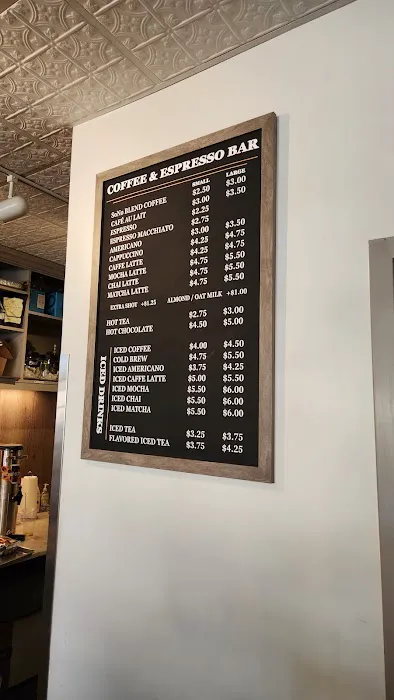 COFFEE & ESPRESSO BAR
SMALL LARGE
SoNo BLEND COFFEE $2.50 $3.00
CAFÉ AU LAIT $3.00 $3.50
ESPRESSO $2.25
ESPRESSO MACCHIATO $2.75
AMERICANO $3.00 $3.50
CAPPUCCINO $4.25 $4.75
CAFFE LATTE $4.25 $4.75
MOCHA LATTE $4.75 $5.50
CHAI LATTE $4.75 $5.50
MATCHA LATTE $4.75 $5.50
EXTRA SHOT +$1.25 ALMOND / OAT MILK +$1.00
HOT TEA $2.75 $3.00
HOT CHOCOLATE $4.50 $5.00
ICED DRINKS
ICED COFFEE $4.00 $4.50
COLD BREW $4.75 $5.50
ICED AMERICANO $3.75 $4.25
ICED CAFFE LATTE $5.00 $5.50
ICED MOCHA $5.50 $6.00
ICED CHAI $5.50 $6.00
ICED MATCHA $5.50 $6.00
ICED TEA $3.25 $3.75
FLAVORED ICED TEA $3.75 $4.25